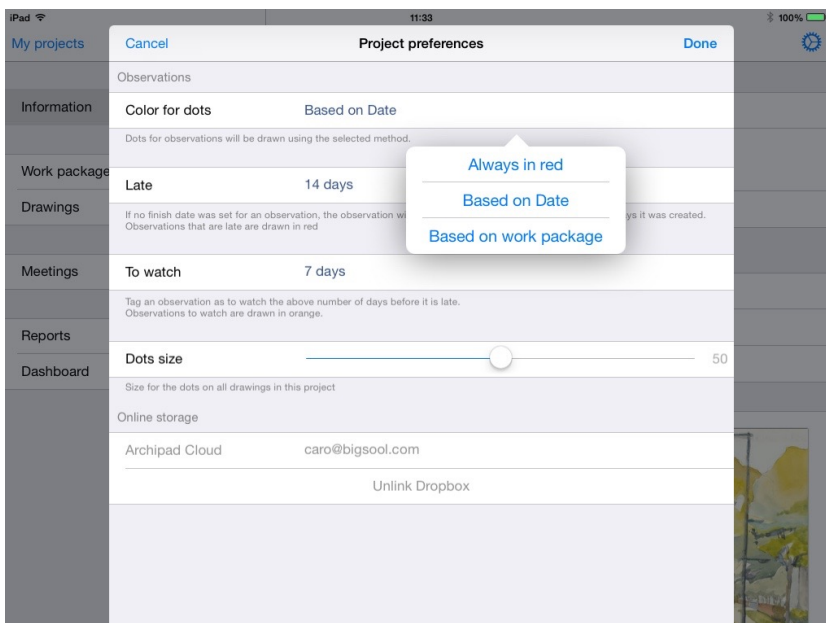 iPad 11:33 100%
My projects Cancel Project preferences Done
Observations
Information Color for dots Based on Date
Dots for observations will be drawn using the selected method.
Always in red
Work package Late 14 days
Based on Date
Drawings If no finish date was set for an observation, the observation wi ys it was created.
Observations that are late are drawn in red
Based on work package
Meetings To watch 7 days
Tag an observation as to watch the above number of days before it is late.
Observations to watch are drawn in orange.
Reports
Dots size 50
Dashboard
Size for the dots on all drawings in this project
Online storage
Archipad Cloud caro@bigsool.com
Unlink Dropbox